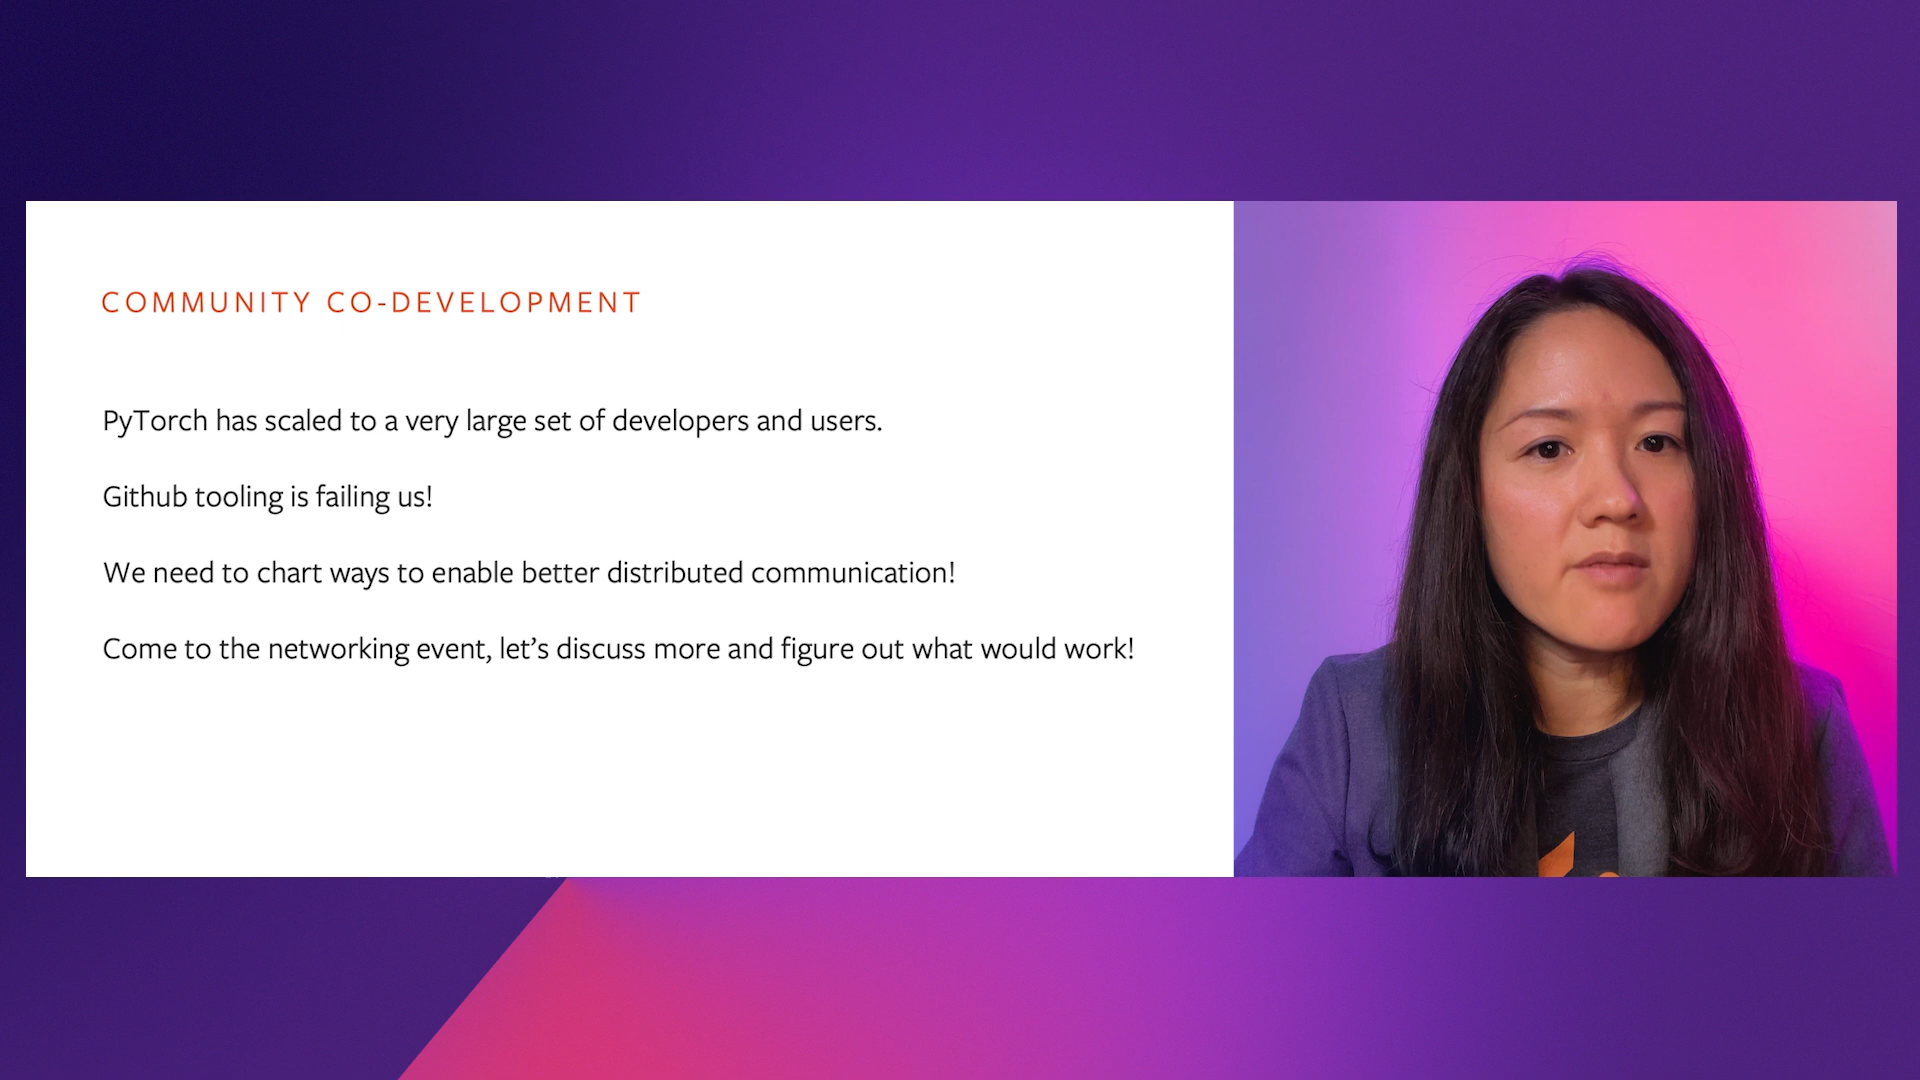 COMMUNITY CO-DEVELOPMENT
PyTorch has scaled to a very large set of developers and users.
Github tooling is failing us!
We need to chart ways to enable better distributed communication!
Come to the networking event, let’s discuss more and figure out what would work!